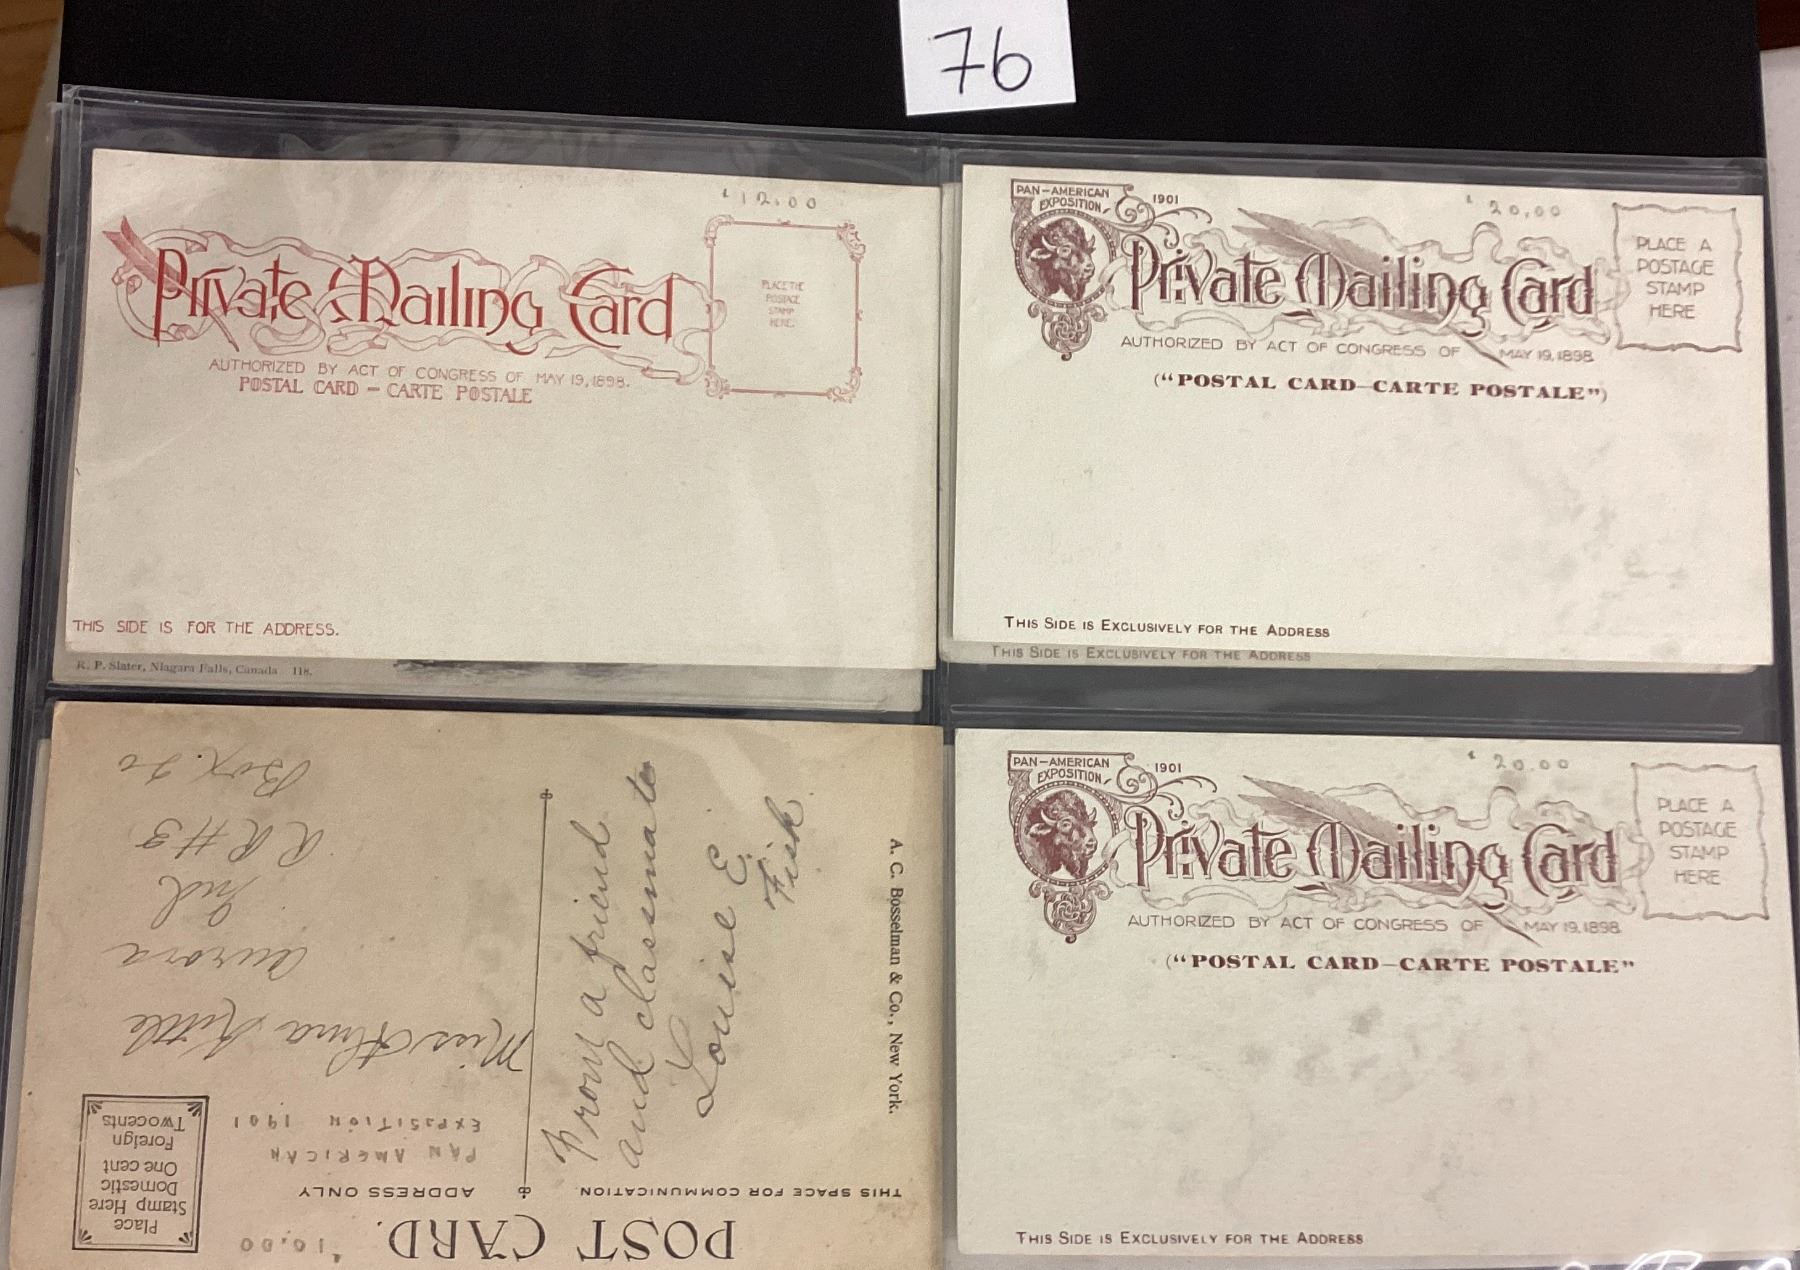 76
$12.00
Private Mailing Card
PLACE THE
POSTAGE
STAMP
HERE.
AUTHORIZED BY ACT OF CONGRESS OF MAY 19, 1898.
POSTAL CARD – CARTE POSTALE
THIS SIDE IS FOR THE ADDRESS.
R. P. Slater, Niagara Falls, Canada 118.
PAN-AMERICAN
EXPOSITION,
1901
$20.00
Private Mailing Card
PLACE A
POSTAGE
STAMP
HERE
AUTHORIZED BY ACT OF CONGRESS OF MAY 19, 1898
("POSTAL CARD—CARTE POSTALE")
THIS SIDE IS EXCLUSIVELY FOR THE ADDRESS
THIS SIDE IS EXCLUSIVELY FOR THE ADDRESS
POST CARD.
$10.00
THIS SPACE FOR COMMUNICATION
ADDRESS ONLY
Place
Stamp Here
Domestic
One cent
Foreign
Twocents
PAN AMERICAN
EXPOSITION 1901
Miss Alma Kittle
Aurora
Ind
RR#3
Box. 20
From a friend
and classmate
Louise E.
Fisk
A. C. Bosselman & Co., New York.
PAN-AMERICAN
EXPOSITION,
1901
$20.00
Private Mailing Card
PLACE A
POSTAGE
STAMP
HERE
AUTHORIZED BY ACT OF CONGRESS OF MAY 19, 1898
("POSTAL CARD—CARTE POSTALE"
THIS SIDE IS EXCLUSIVELY FOR THE ADDRESS